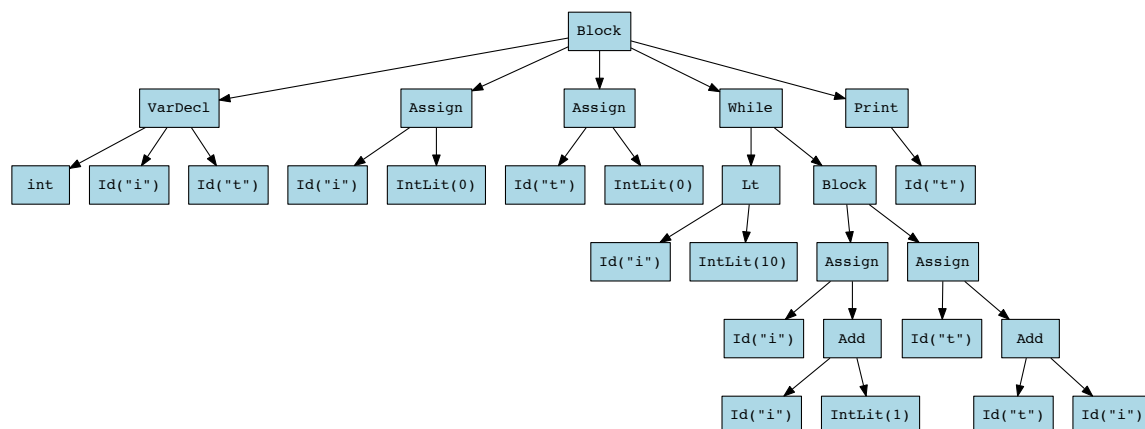 Block
VarDecl Assign Assign While Print
int Id("i") Id("t") Id("i") IntLit(0) Id("t") IntLit(0) Lt Block Id("t")
Id("i") IntLit(10) Assign Assign
Id("i") Add Id("t") Add
Id("i") IntLit(1) Id("t") Id("i")